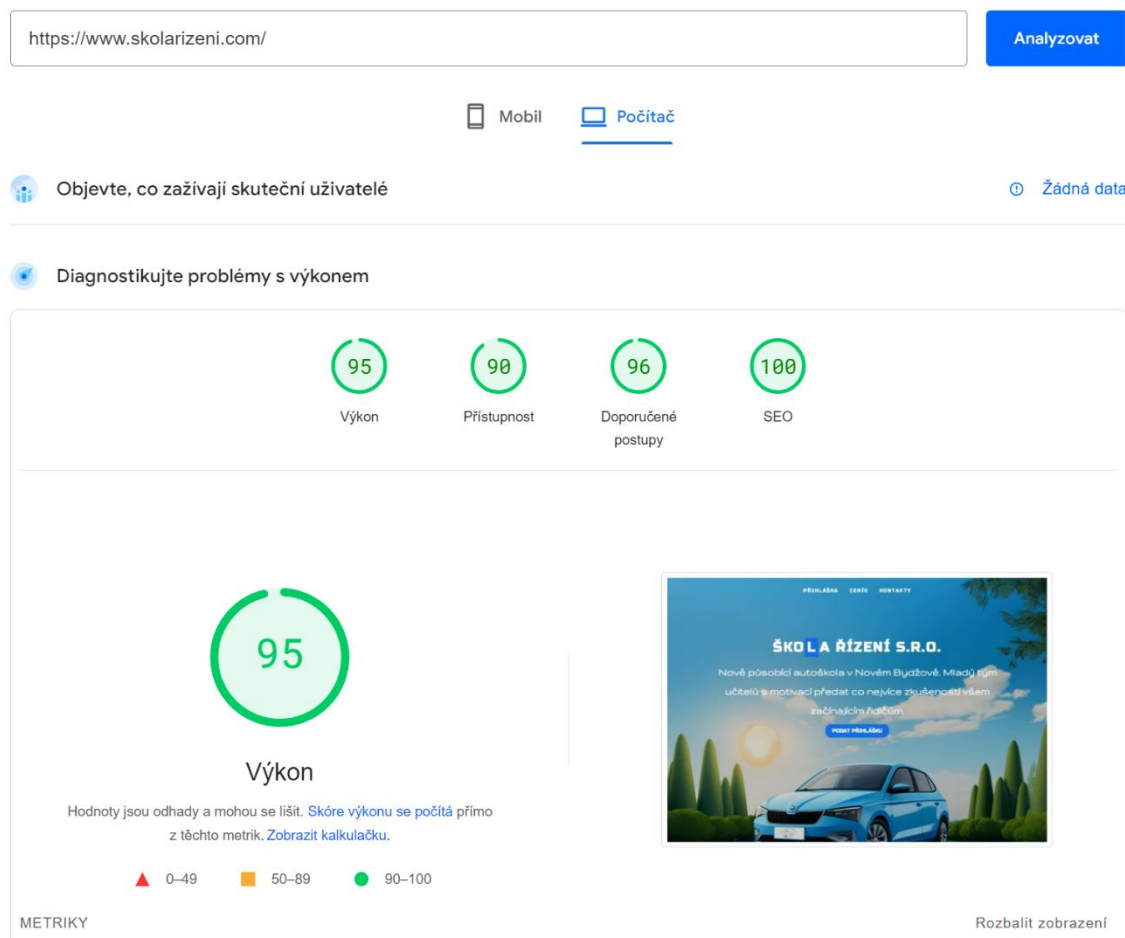 https://www.skolarizeni.com/
Analyzovat
Mobil
Počítač
Objevte, co zažívají skuteční uživatelé
Žádná data
Diagnostikujte problémy s výkonem
95
90
96
100
Výkon
Přístupnost
Doporučené
postupy
SEO
95
Výkon
Hodnoty jsou odhady a mohou se lišit. Skóre výkonu se počítá přímo
z těchto metrik. Zobrazit kalkulačku.
0–49
50–89
90–100
PŘIHLÁŠKA CENÍK KONTAKTY
ŠKOLA ŘÍZENÍ S.R.O.
Nově působící autoškola v Novém Bydžově. Mladý tým
učitelů s motivací předat co nejvíce zkušeností všem
začínajícím řidičům
PODAT PŘIHLÁŠKU
METRIKY
Rozbalit zobrazení